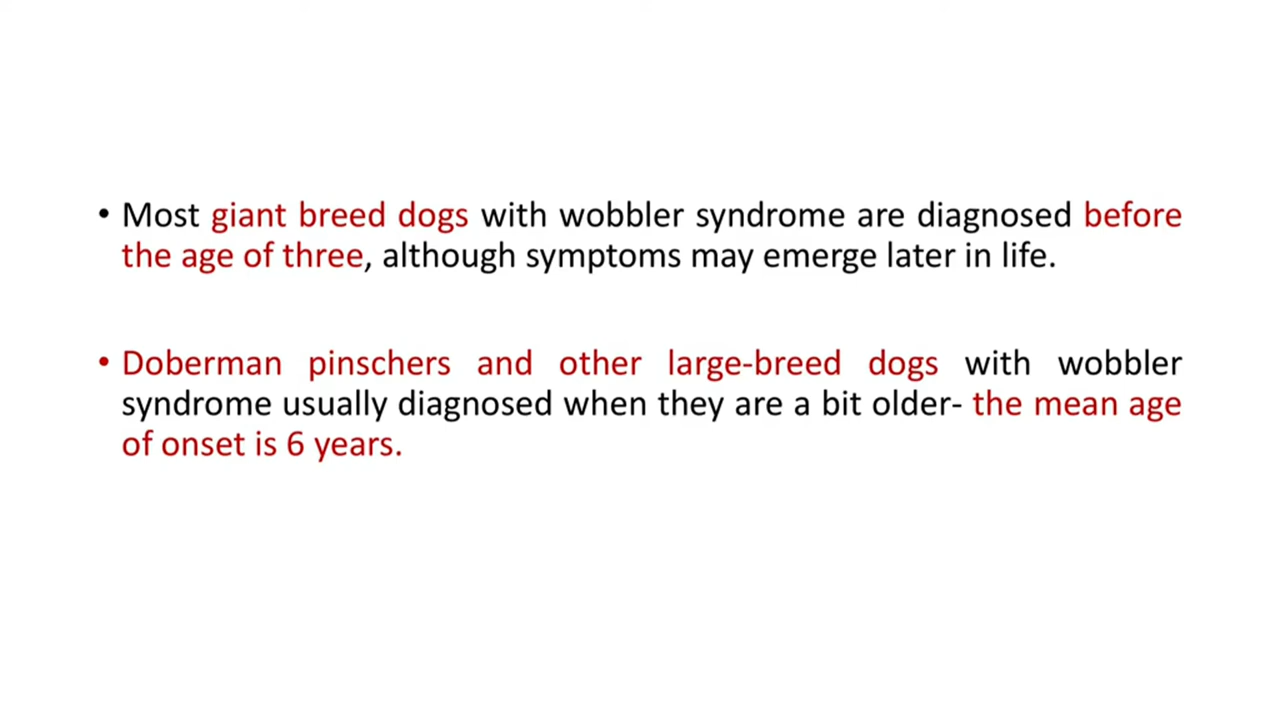 • Most giant breed dogs with wobbler syndrome are diagnosed before
the age of three, although symptoms may emerge later in life.
• Doberman pinschers and other large-breed dogs with wobbler
syndrome usually diagnosed when they are a bit older- the mean age
of onset is 6 years.